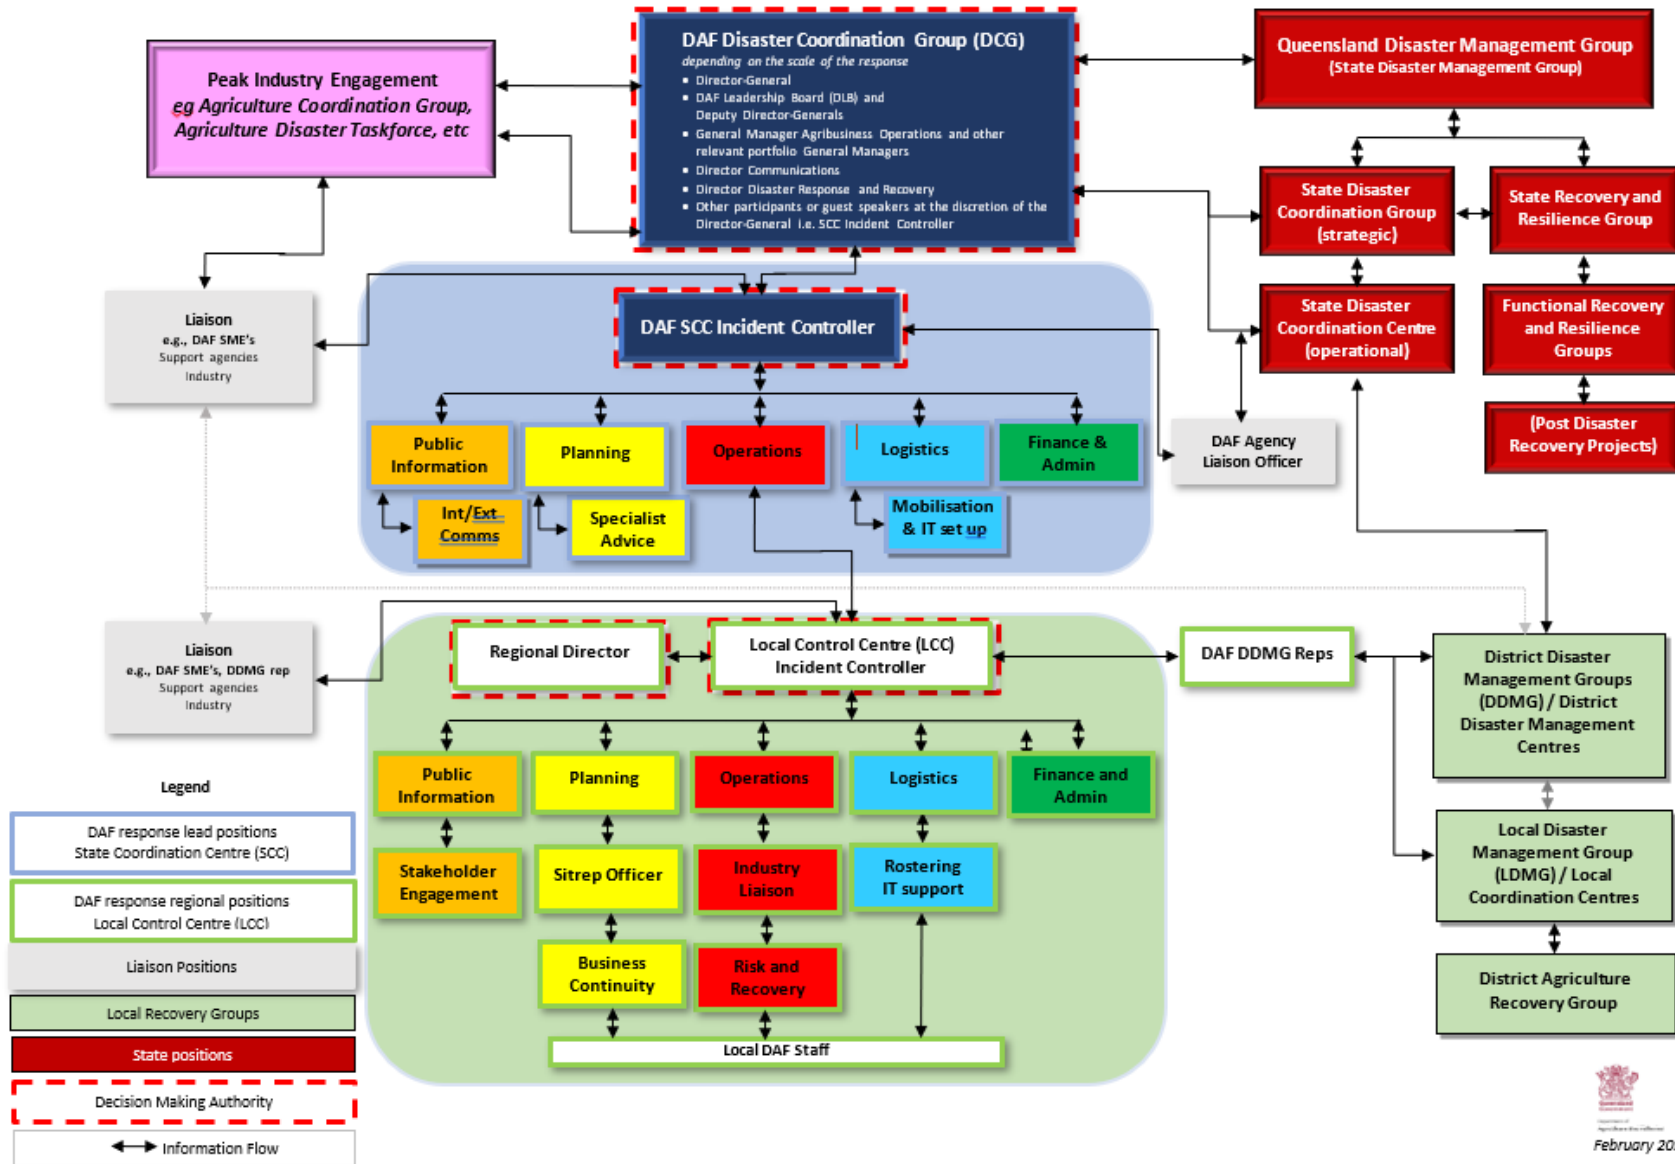 DAF Disaster Coordination Group (DCG)
depending on the scale of the response
• Director-General
• DAF Leadership Board (DLB) and
Deputy Director-Generals
• General Manager Agribusiness Operations and other
relevant portfolio General Managers
• Director Communications
• Director Disaster Response and Recovery
• Other participants or guest speakers at the discretion of the
Director-General i.e. SCC Incident Controller
Peak Industry Engagement
eg Agriculture Coordination Group,
Agriculture Disaster Taskforce, etc
Queensland Disaster Management Group
(State Disaster Management Group)
State Disaster
Coordination Group
(strategic)
State Recovery and
Resilience Group
State Disaster
Coordination Centre
(operational)
Functional Recovery
and Resilience
Groups
(Post Disaster
Recovery Projects)
Liaison
e.g., DAF SME's
Support agencies
Industry
DAF SCC Incident Controller
Public
Information
Planning
Operations
Logistics
Finance &
Admin
Int/Ext
Comms
Specialist
Advice
Mobilisation
& IT set up
DAF Agency
Liaison Officer
Liaison
e.g., DAF SME's, DDMG rep
Support agencies
Industry
Regional Director
Local Control Centre (LCC)
Incident Controller
DAF DDMG Reps
District Disaster
Management Groups
(DDMG) / District
Disaster Management
Centres
Public
Information
Planning
Operations
Logistics
Finance and
Admin
Stakeholder
Engagement
Sitrep Officer
Industry
Liaison
Rostering
IT support
Business
Continuity
Risk and
Recovery
Local DAF Staff
Local Disaster
Management Group
(LDMG) / Local
Coordination Centres
District Agriculture
Recovery Group
Legend
DAF response lead positions
State Coordination Centre (SCC)
DAF response regional positions
Local Control Centre (LCC)
Liaison Positions
Local Recovery Groups
State positions
Decision Making Authority
Information Flow
Queensland
Government
February 20